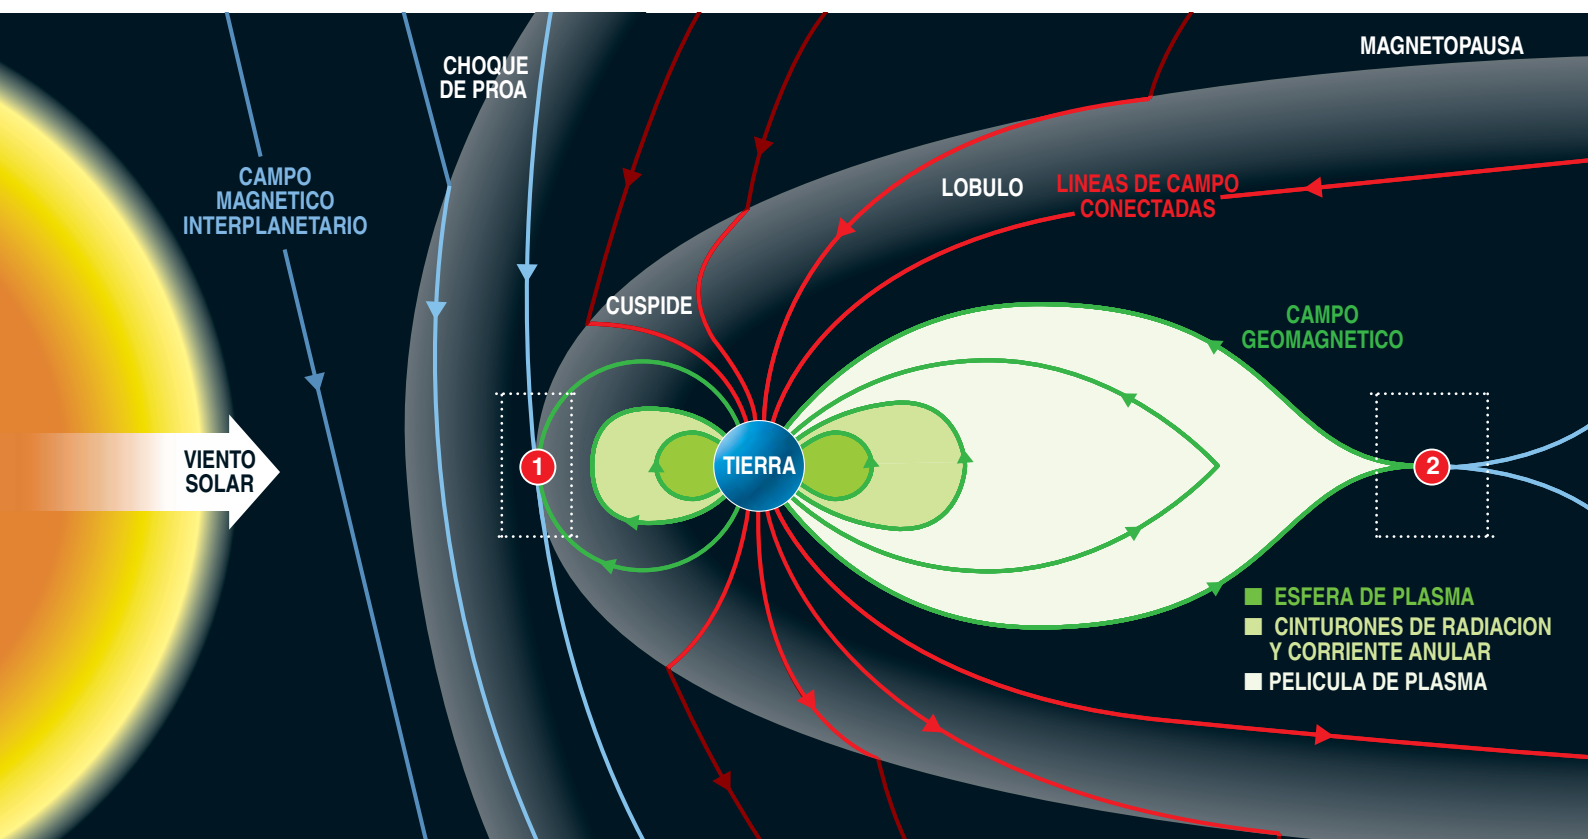 MAGNETOPAUSA
CHOQUE
DE PROA
CAMPO
MAGNETICO
INTERPLANETARIO
LOBULO
LINEAS DE CAMPO
CONECTADAS
CUSPIDE
CAMPO
GEOMAGNETICO
VIENTO
SOLAR
1
TIERRA
2
ESFERA DE PLASMA
CINTURONES DE RADIACION
Y CORRIENTE ANULAR
PELICULA DE PLASMA